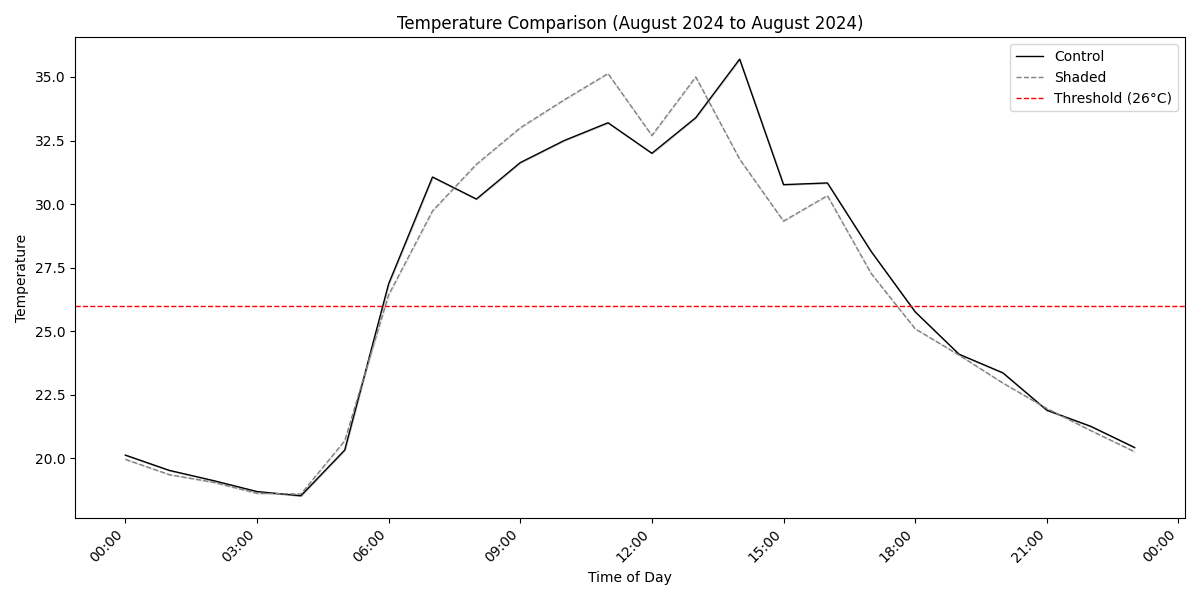 Temperature Comparison (August 2024 to August 2024)
Control
Shaded
Threshold (26°C)
Temperature
35.0
32.5
30.0
27.5
25.0
22.5
20.0
00:00
03:00
06:00
09:00
12:00
15:00
18:00
21:00
00:00
Time of Day